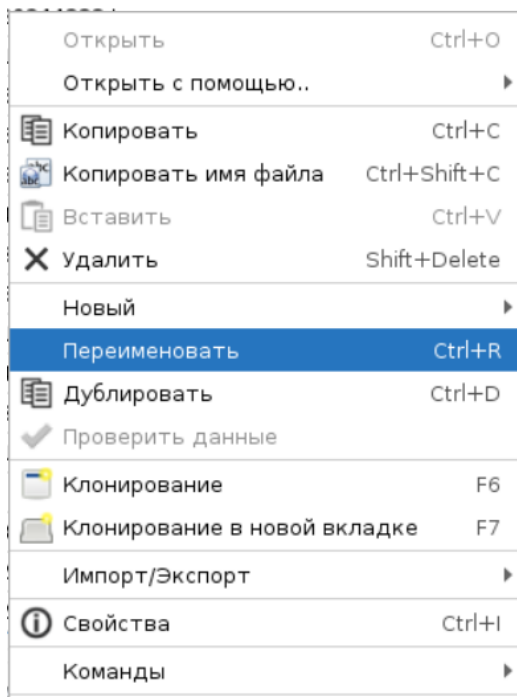 Открыть Ctrl+O
Открыть с помощью..
Копировать Ctrl+C
Копировать имя файла Ctrl+Shift+C
Вставить Ctrl+V
Удалить Shift+Delete
Новый
Переименовать Ctrl+R
Дублировать Ctrl+D
Проверить данные
Клонирование F6
Клонирование в новой вкладке F7
Импорт/Экспорт
Свойства Ctrl+I
Команды